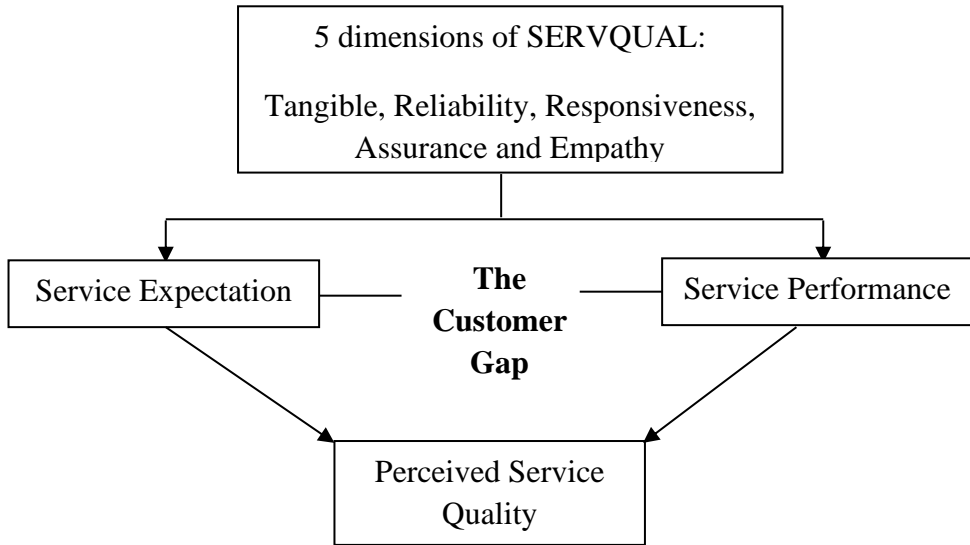 5 dimensions of SERVQUAL:
Tangible, Reliability, Responsiveness,
Assurance and Empathy
Service Expectation
The
Customer
Gap
Service Performance
Perceived Service
Quality